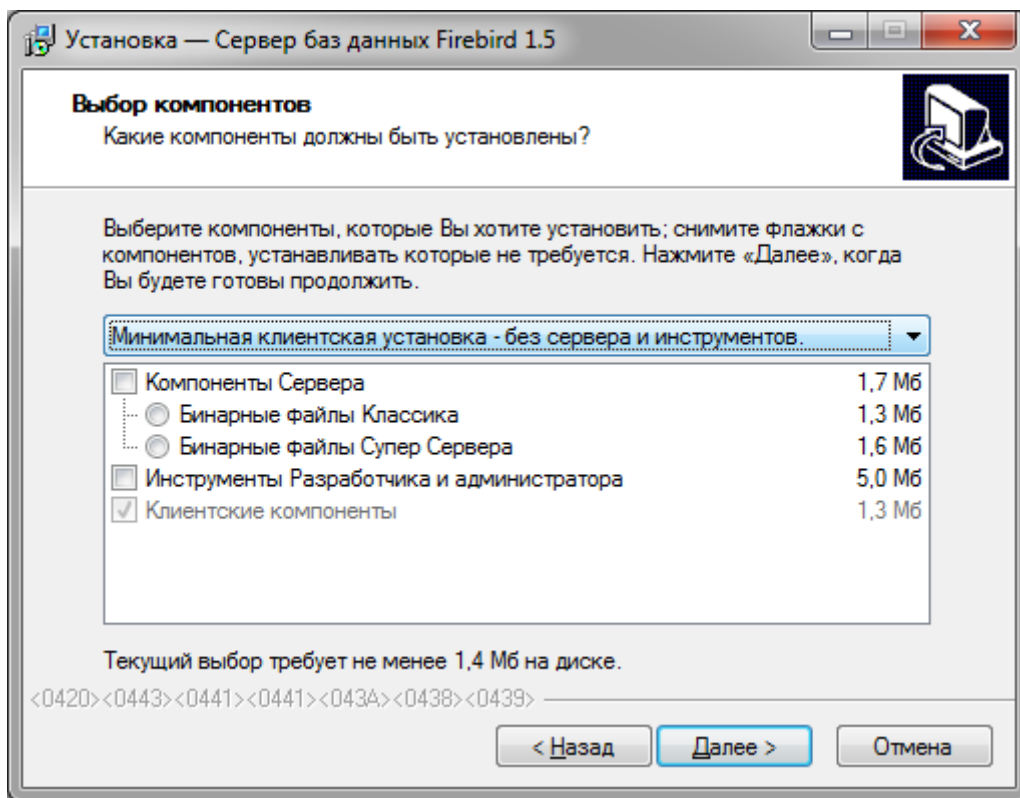 Установка — Сервер баз данных Firebird 1.5
Выбор компонентов
Какие компоненты должны быть установлены?
Выберите компоненты, которые Вы хотите установить; снимите флажки с
компонентов, устанавливать которые не требуется. Нажмите «Далее», когда
Вы будете готовы продолжить.
Минимальная клиентская установка - без сервера и инструментов.
Компоненты Сервера 1,7 Мб
Бинарные файлы Классика 1,3 Мб
Бинарные файлы Супер Сервера 1,6 Мб
Инструменты Разработчика и администратора 5,0 Мб
Клиентские компоненты 1,3 Мб
Текущий выбор требует не менее 1,4 Мб на диске.
<0420><0443><0441><0441><043A><0438><0439>
< Назад Далее > Отмена